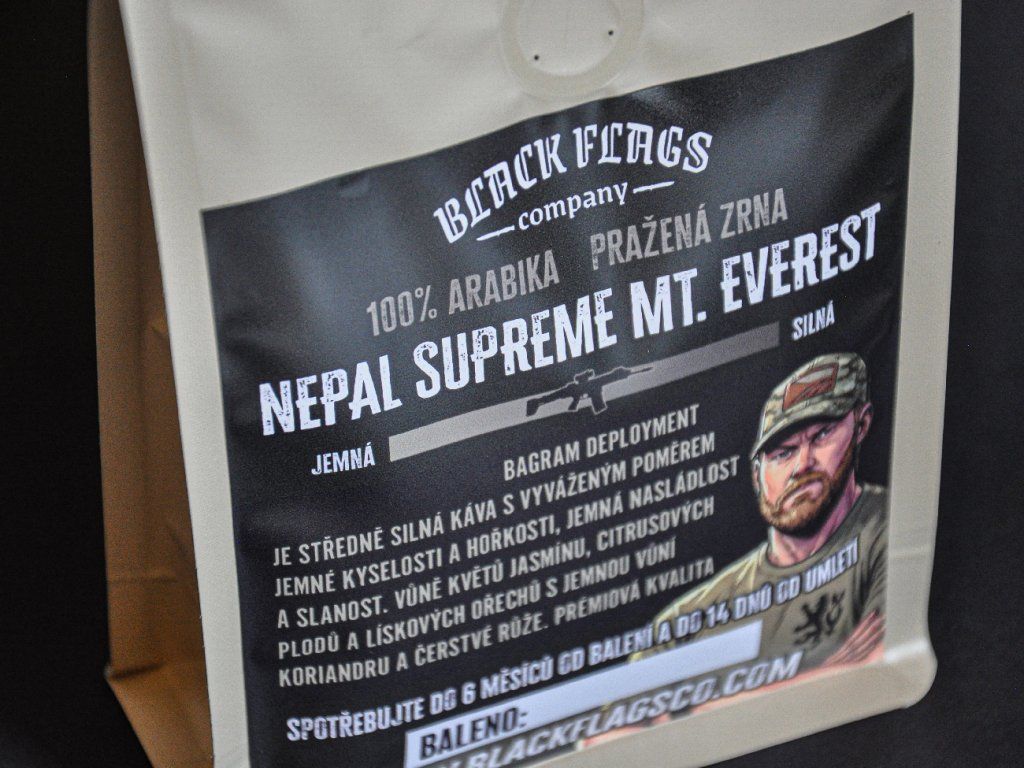 BLACK FLAGS
company
100% ARABIKA PRAŽENÁ ZRNA
NEPAL SUPREME MT. EVEREST
JEMNÁ
SILNÁ
BAGRAM DEPLOYMENT
JE STŘEDNĚ SILNÁ KÁVA S VYVÁŽENÝM POMĚREM
JEMNÉ KYSELOSTI A HOŘKOSTI, JEMNÁ NASLÁDLOST
A SLANOST. VŮNĚ KVĚTŮ JASMÍNU, CITRUSOVÝCH
PLODŮ A LÍSKOVÝCH OŘECHŮ S JEMNOU VŮNÍ
KORIANDRU A ČERSTVÉ RŮŽE. PRÉMIOVÁ KVALITA
SPOTŘEBUJTE DO 6 MĚSÍCŮ OD BALENÍ A DO 14 DNŮ OD UMLETÍ
BALENO:
BLACKFLAGSCO.COM